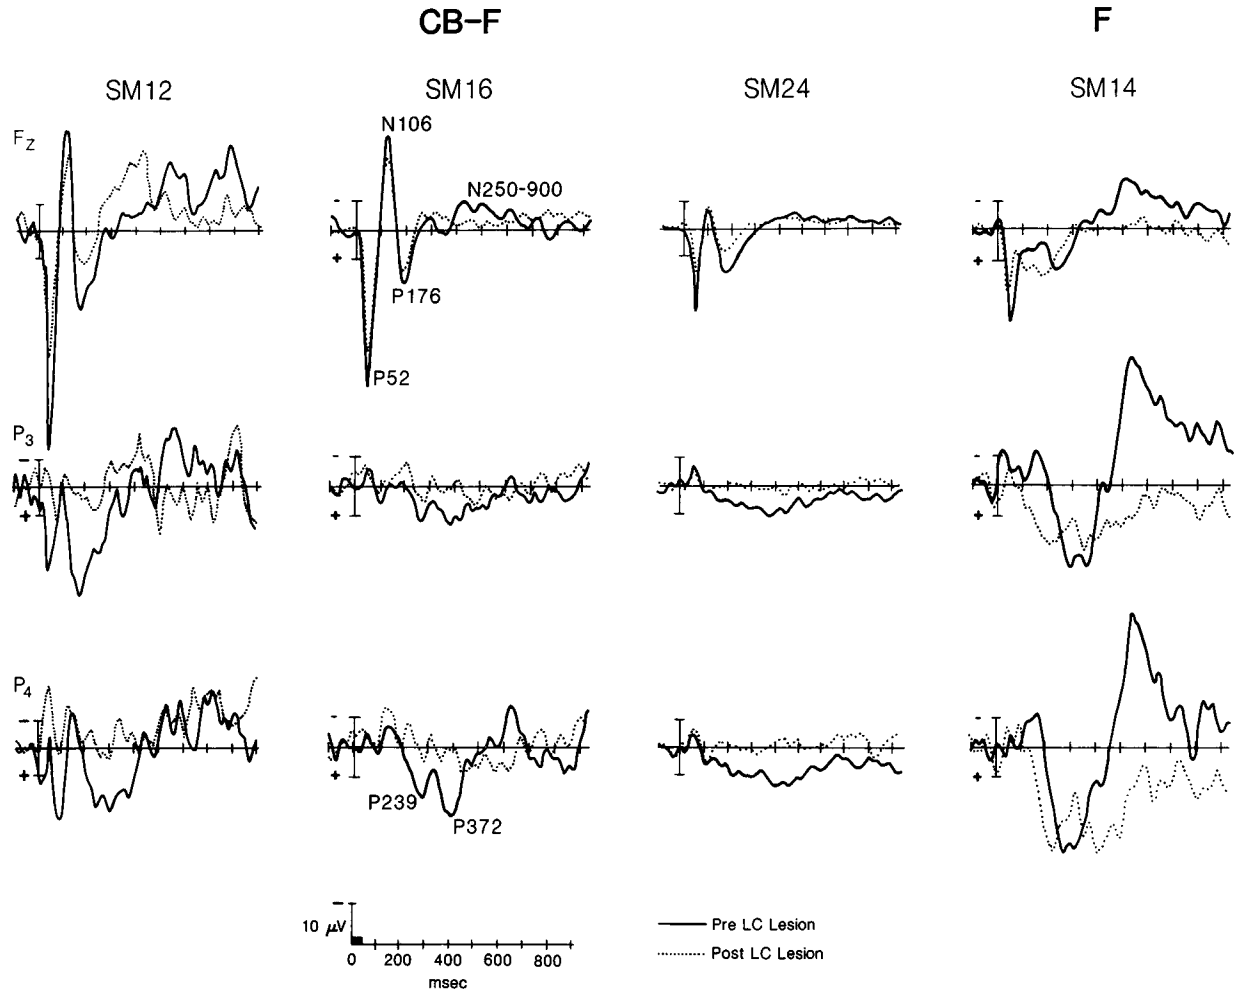 CB-F F
SM12 SM16 SM24 SM14
Fz
N106
N250-900
- -
+ +
P176
P52
P3
- - -
+ + +
P4
- - -
+ + +
P239
P372
-
10 μV
0 200 400 600 800
msec
Pre LC Lesion
Post LC Lesion